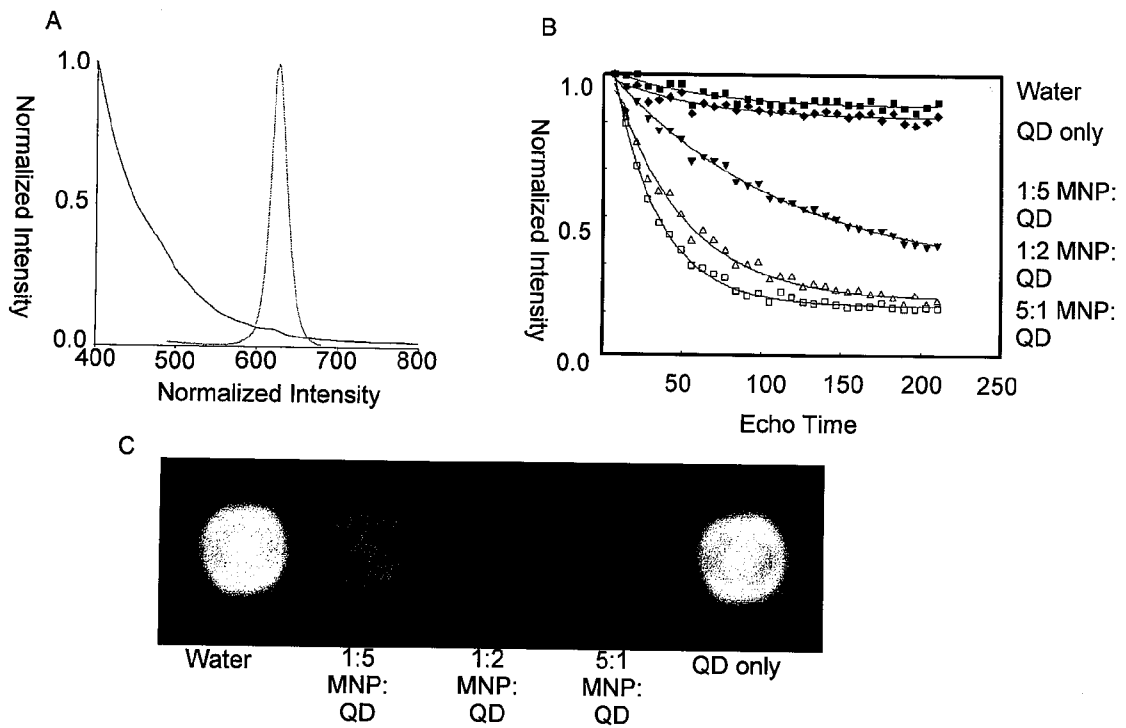 A
Normalized Intensity
1.0
0.5
0.0
400 500 600 700 800
Normalized Intensity
B
Normalized Intensity
1.0
0.5
0.0
50 100 150 200 250
Echo Time
Water
QD only
1:5 MNP:
QD
1:2 MNP:
QD
5:1 MNP:
QD
C
Water
1:5
MNP:
QD
1:2
MNP:
QD
5:1
MNP:
QD
QD only